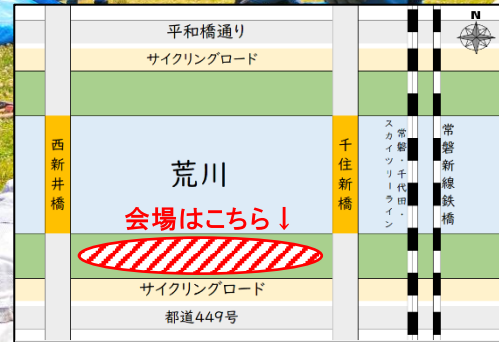 N
平和橋通り
サイクリングロード
西新井橋
荒川
千住新橋
常磐・千代田・
スカイツリーライン
常磐新線鉄橋
会場はこちら↓
サイクリングロード
都道449号